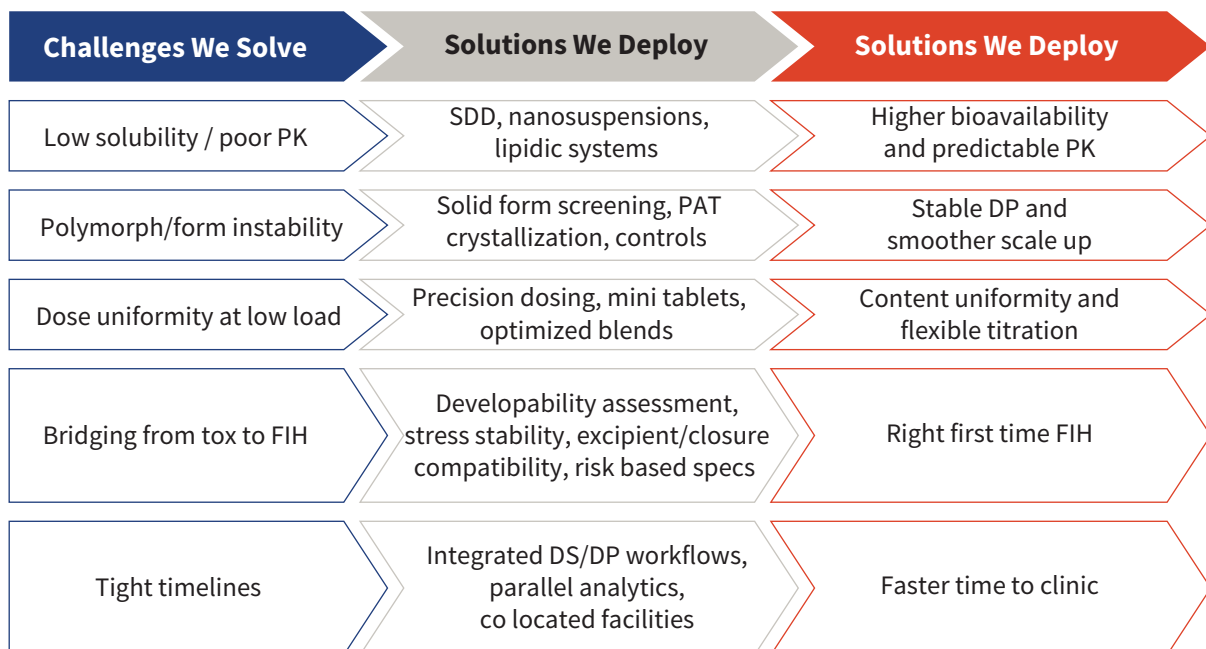 Challenges We Solve
Solutions We Deploy
Solutions We Deploy
Low solubility / poor PK
SDD, nanosuspensions,
lipidic systems
Higher bioavailability
and predictable PK
Polymorph/form instability
Solid form screening, PAT
crystallization, controls
Stable DP and
smoother scale up
Dose uniformity at low load
Precision dosing, mini tablets,
optimized blends
Content uniformity and
flexible titration
Bridging from tox to FIH
Developability assessment,
stress stability, excipient/closure
compatibility, risk based specs
Right first time FIH
Tight timelines
Integrated DS/DP workflows,
parallel analytics,
co located facilities
Faster time to clinic